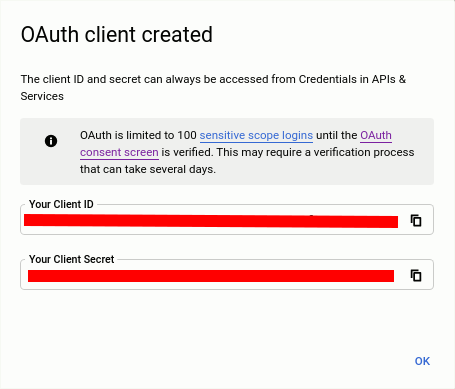 OAuth client created
The client ID and secret can always be accessed from Credentials in APIs &
Services
OAuth is limited to 100 sensitive scope logins until the OAuth
consent screen is verified. This may require a verification process
that can take several days.
Your Client ID
Your Client Secret
OK